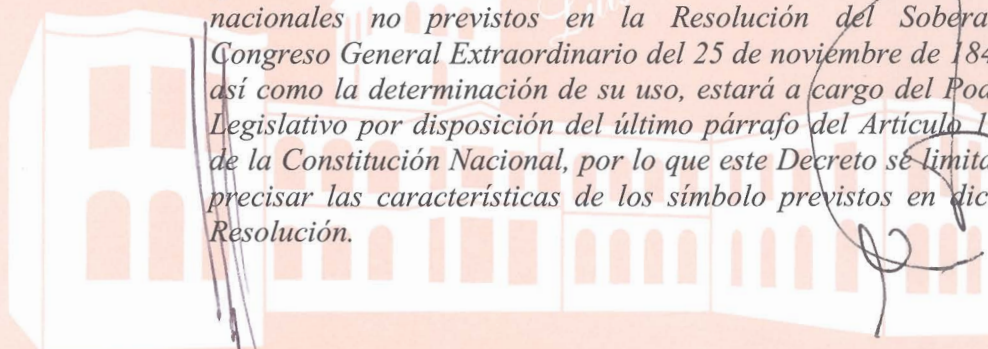 nacionales no previstos en la Resolución del Sobera
Congreso General Extraordinario del 25 de noviembre de 184
así como la determinación de su uso, estará a cargo del Pod
Legislativo por disposición del último párrafo del Artículo 1
de la Constitución Nacional, por lo que este Decreto se limita
precisar las características de los símbolo previstos en dic
Resolución.